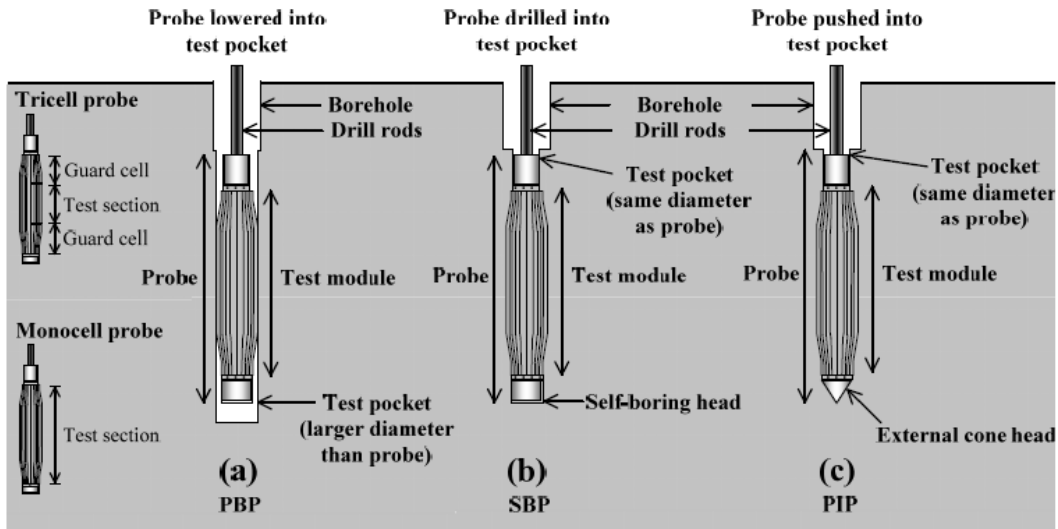 Probe lowered into
test pocket
Probe drilled into
test pocket
Probe pushed into
test pocket
Tricell probe
Guard cell
Test section
Guard cell
Monocell probe
Test section
Borehole
Drill rods
Probe
Test module
Test pocket
(larger diameter
than probe)
(a)
PBP
Borehole
Drill rods
Test pocket
(same diameter
as probe)
Probe
Test module
Self-boring head
(b)
SBP
Test pocket
(same diameter
as probe)
Probe
Test module
External cone head
(c)
PIP